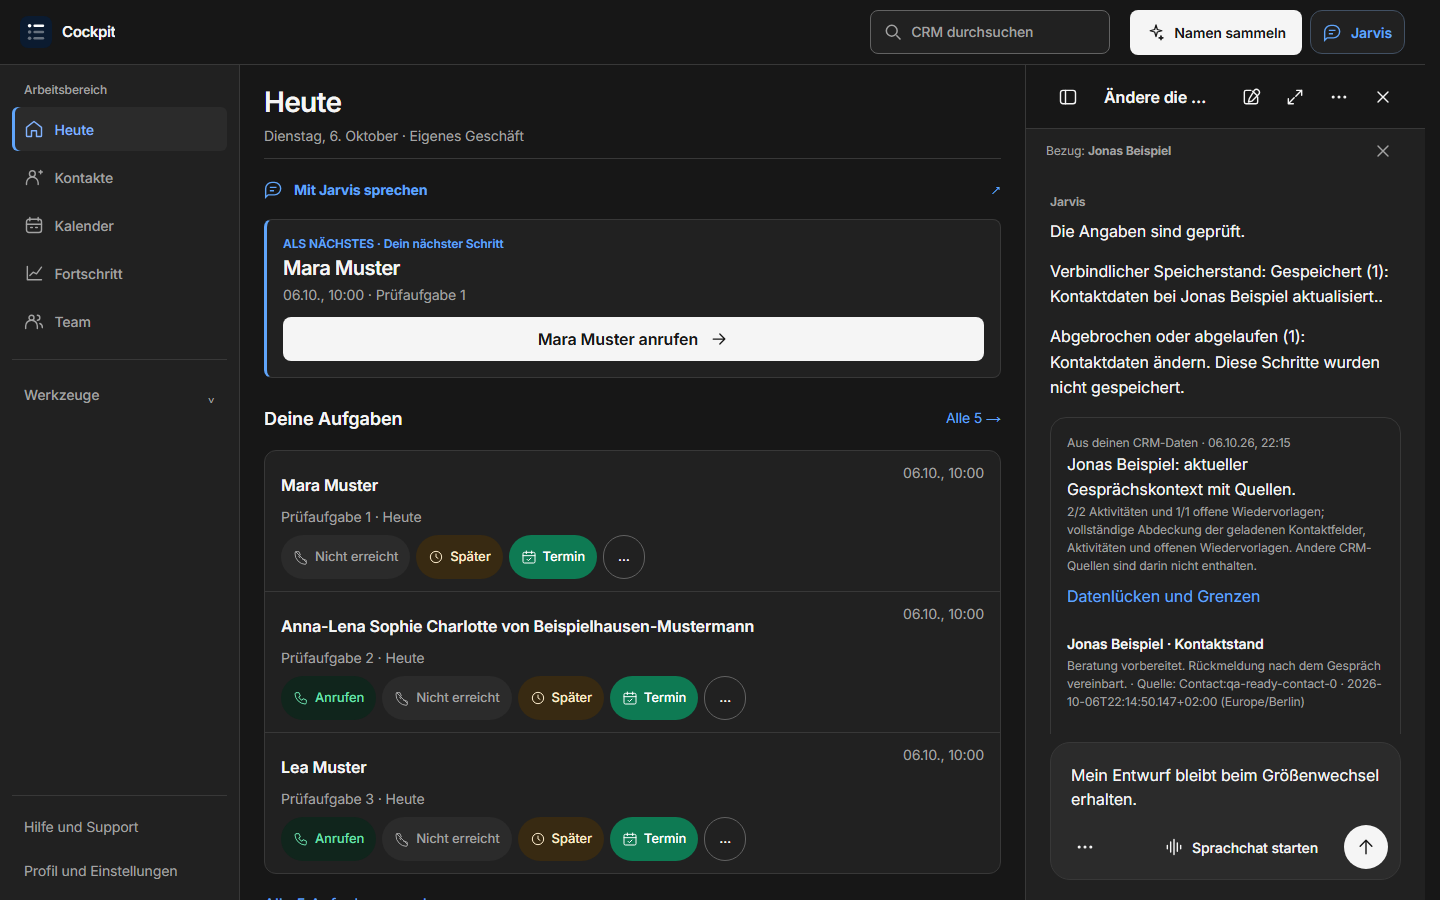 Cockpit
CRM durchsuchen
Namen sammeln
Jarvis
Arbeitsbereich
Heute
Kontakte
Kalender
Fortschritt
Team
Werkzeuge
Hilfe und Support
Profil und Einstellungen
Heute
Dienstag, 6. Oktober · Eigenes Geschäft
Mit Jarvis sprechen
ALS NÄCHSTES · Dein nächster Schritt
Mara Muster
06.10., 10:00 · Prüfaufgabe 1
Mara Muster anrufen
Deine Aufgaben
Alle 5 →
Mara Muster
06.10., 10:00
Prüfaufgabe 1 · Heute
Nicht erreicht
Später
Termin
...
Anna-Lena Sophie Charlotte von Beispielhausen-Mustermann
06.10., 10:00
Prüfaufgabe 2 · Heute
Anrufen
Nicht erreicht
Später
Termin
...
Lea Muster
06.10., 10:00
Prüfaufgabe 3 · Heute
Anrufen
Nicht erreicht
Später
Termin
...
Ändere die ...
Bezug: Jonas Beispiel
Jarvis
Die Angaben sind geprüft.
Verbindlicher Speicherstand: Gespeichert (1):
Kontaktdaten bei Jonas Beispiel aktualisiert..
Abgebrochen oder abgelaufen (1):
Kontaktdaten ändern. Diese Schritte wurden
nicht gespeichert.
Aus deinen CRM-Daten · 06.10.26, 22:15
Jonas Beispiel: aktueller
Gesprächskontext mit Quellen.
2/2 Aktivitäten und 1/1 offene Wiedervorlagen;
vollständige Abdeckung der geladenen Kontaktfelder,
Aktivitäten und offenen Wiedervorlagen. Andere CRM-
Quellen sind darin nicht enthalten.
Datenlücken und Grenzen
Jonas Beispiel · Kontaktstand
Beratung vorbereitet. Rückmeldung nach dem Gespräch
vereinbart. · Quelle: Contact:qa-ready-contact-0 · 2026-
10-06T22:14:50.147+02:00 (Europe/Berlin)
Mein Entwurf bleibt beim Größenwechsel
erhalten.
Sprachchat starten